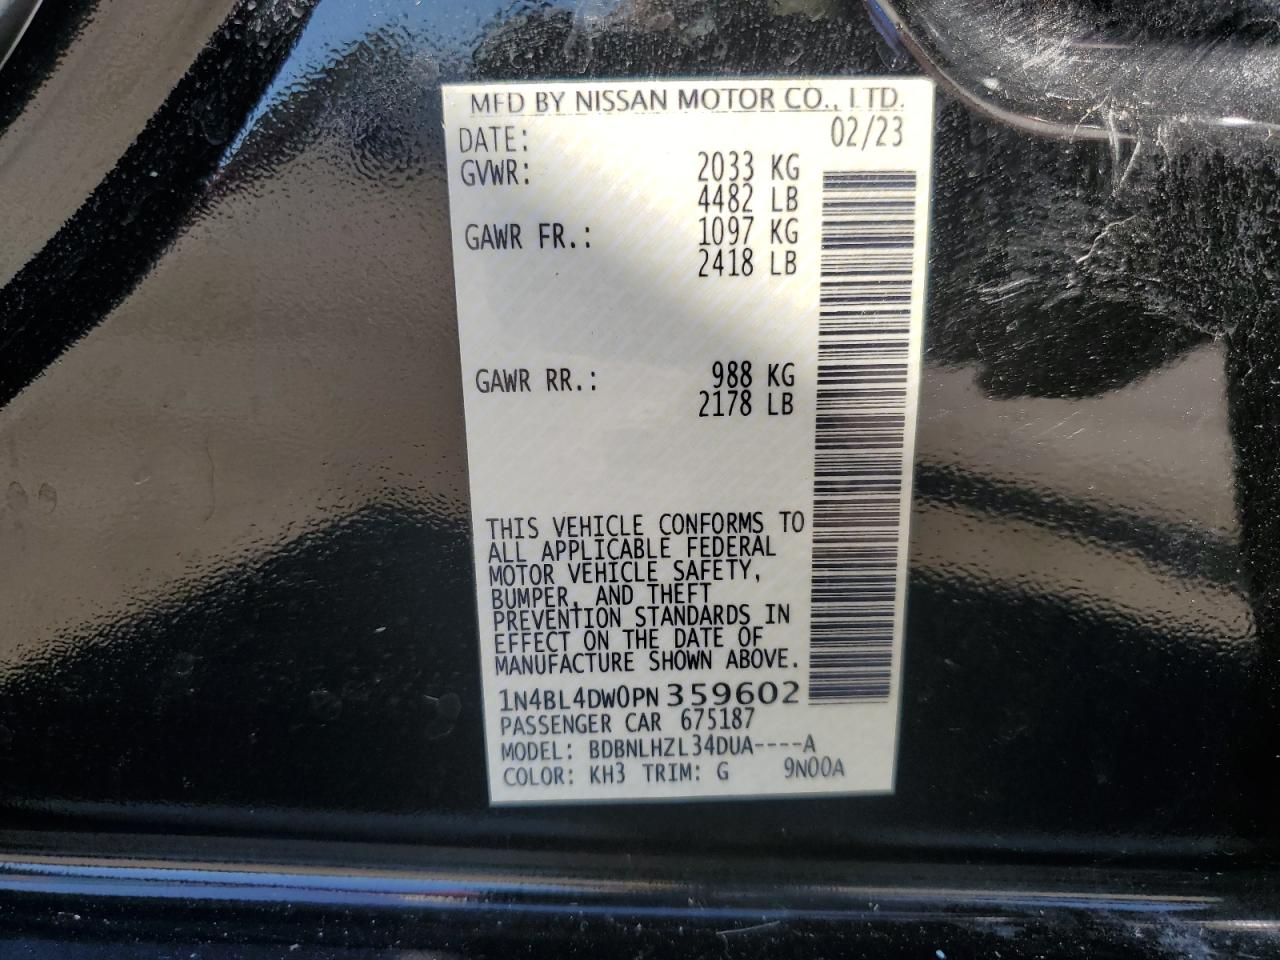 MFD BY NISSAN MOTOR CO., LTD.
DATE: 02/23
GVWR: 2033 KG
4482 LB
GAWR FR.: 1097 KG
2418 LB
GAWR RR.: 988 KG
2178 LB
THIS VEHICLE CONFORMS TO
ALL APPLICABLE FEDERAL
MOTOR VEHICLE SAFETY,
BUMPER, AND THEFT
PREVENTION STANDARDS IN
EFFECT ON THE DATE OF
MANUFACTURE SHOWN ABOVE.
1N4BL4DW0PN359602
PASSENGER CAR 675187
MODEL: BDBNLHZL34DUA----A
COLOR: KH3 TRIM: G 9N00A